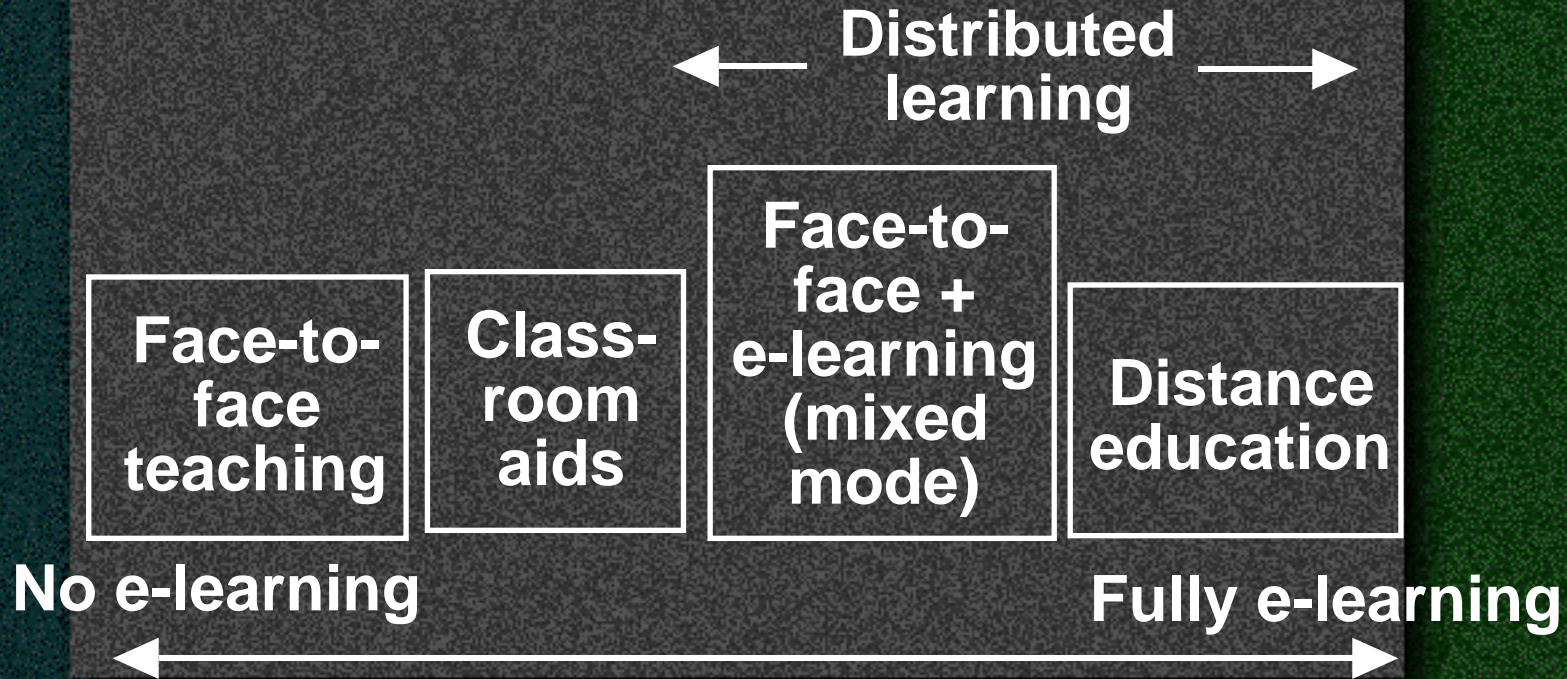 Distributed
learning
Face-to-
face
teaching
Class-
room
aids
Face-to-
face +
e-learning
(mixed
mode)
Distance
education
No e-learning
Fully e-learning